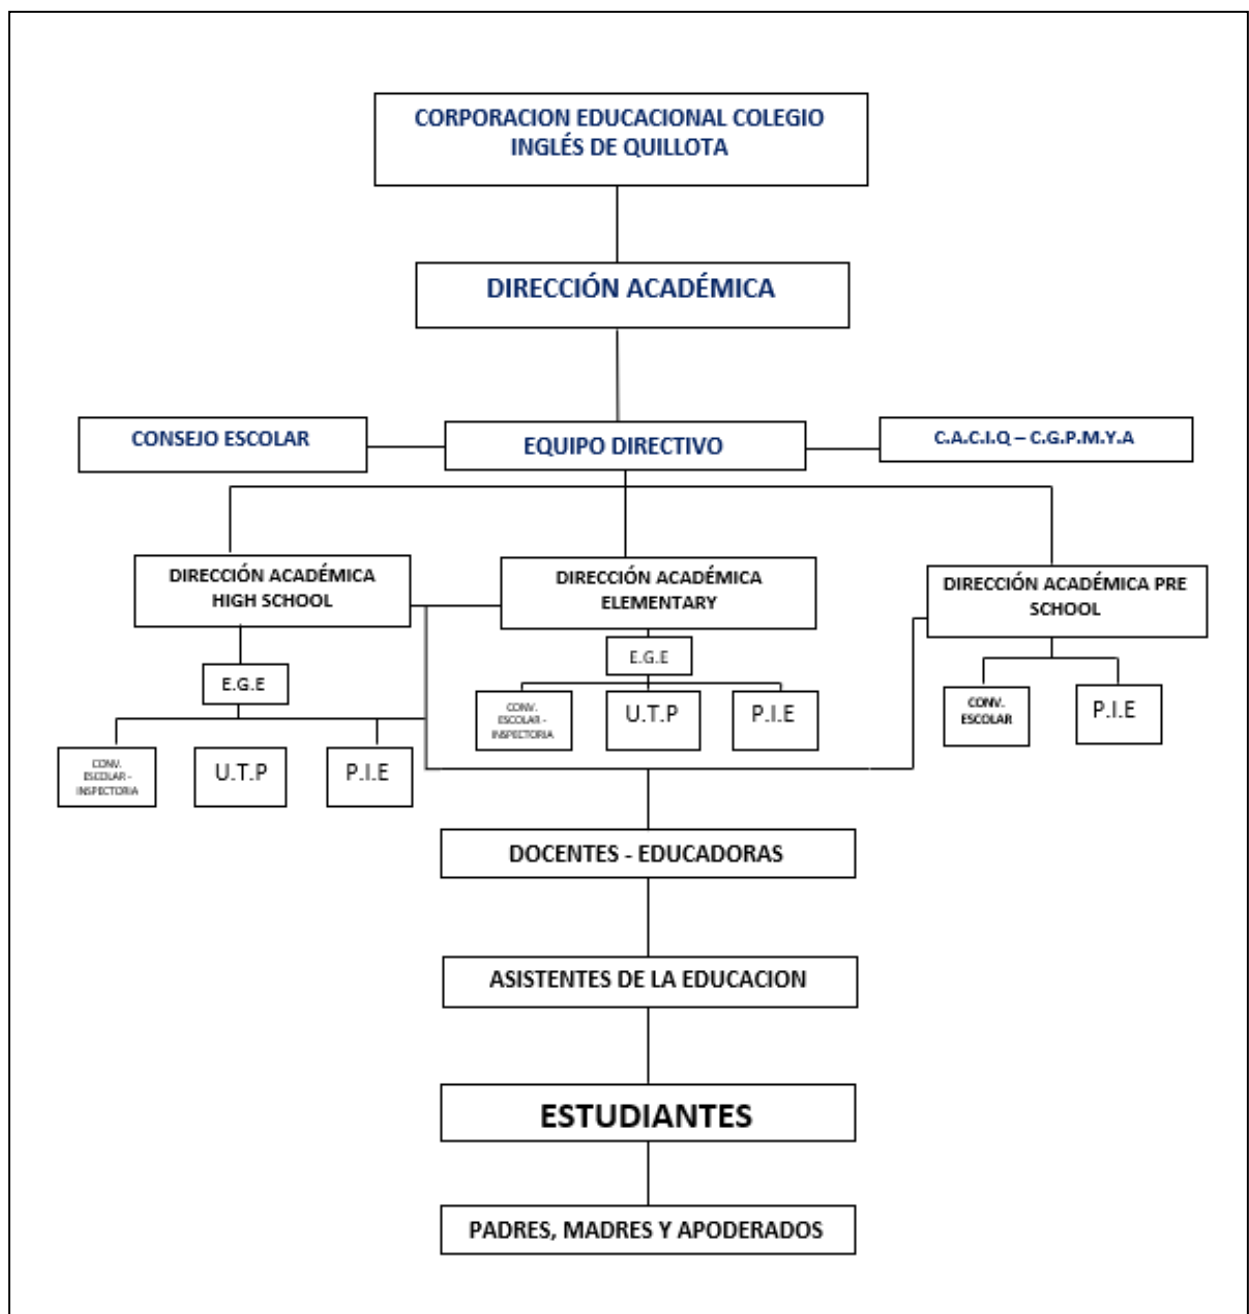 CORPORACION EDUCACIONAL COLEGIO
INGLÉS DE QUILLOTA
DIRECCIÓN ACADÉMICA
CONSEJO ESCOLAR
EQUIPO DIRECTIVO
C.A.C.I.Q – C.G.P.M.Y.A
DIRECCIÓN ACADÉMICA
HIGH SCHOOL
DIRECCIÓN ACADÉMICA
ELEMENTARY
DIRECCIÓN ACADÉMICA PRE
SCHOOL
E.G.E
CONV.
ESCOLAR -
INSPECTORIA
U.T.P
P.I.E
E.G.E
CONV.
ESCOLAR -
INSPECTORIA
U.T.P
P.I.E
CONV.
ESCOLAR
P.I.E
DOCENTES - EDUCADORAS
ASISTENTES DE LA EDUCACION
ESTUDIANTES
PADRES, MADRES Y APODERADOS